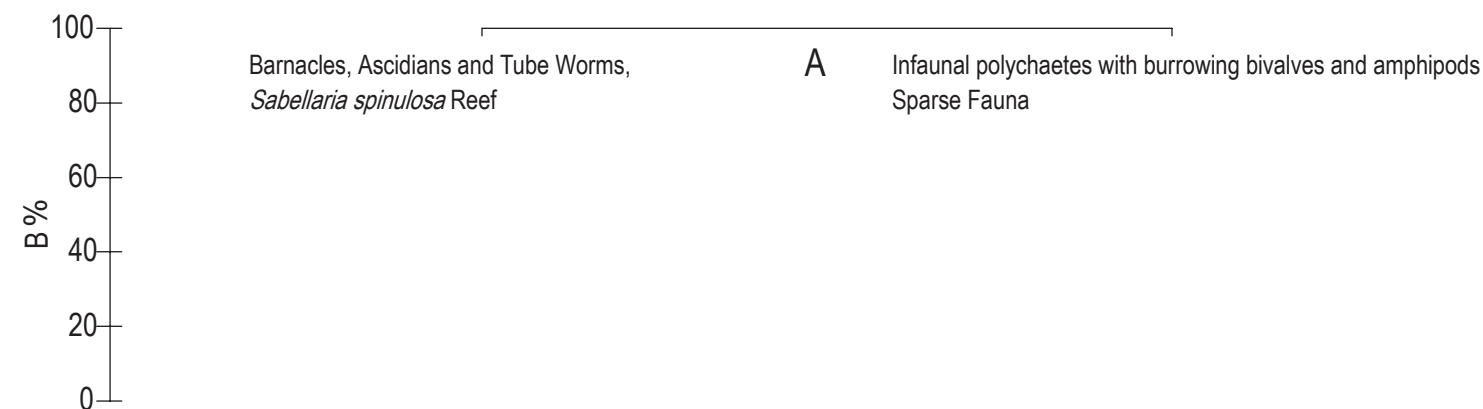 100
80
60
40
20
0
B %
Barnacles, Ascidians and Tube Worms,
Sabellaria spinulosa Reef
A
Infaunal polychaetes with burrowing bivalves and amphipods
Sparse Fauna